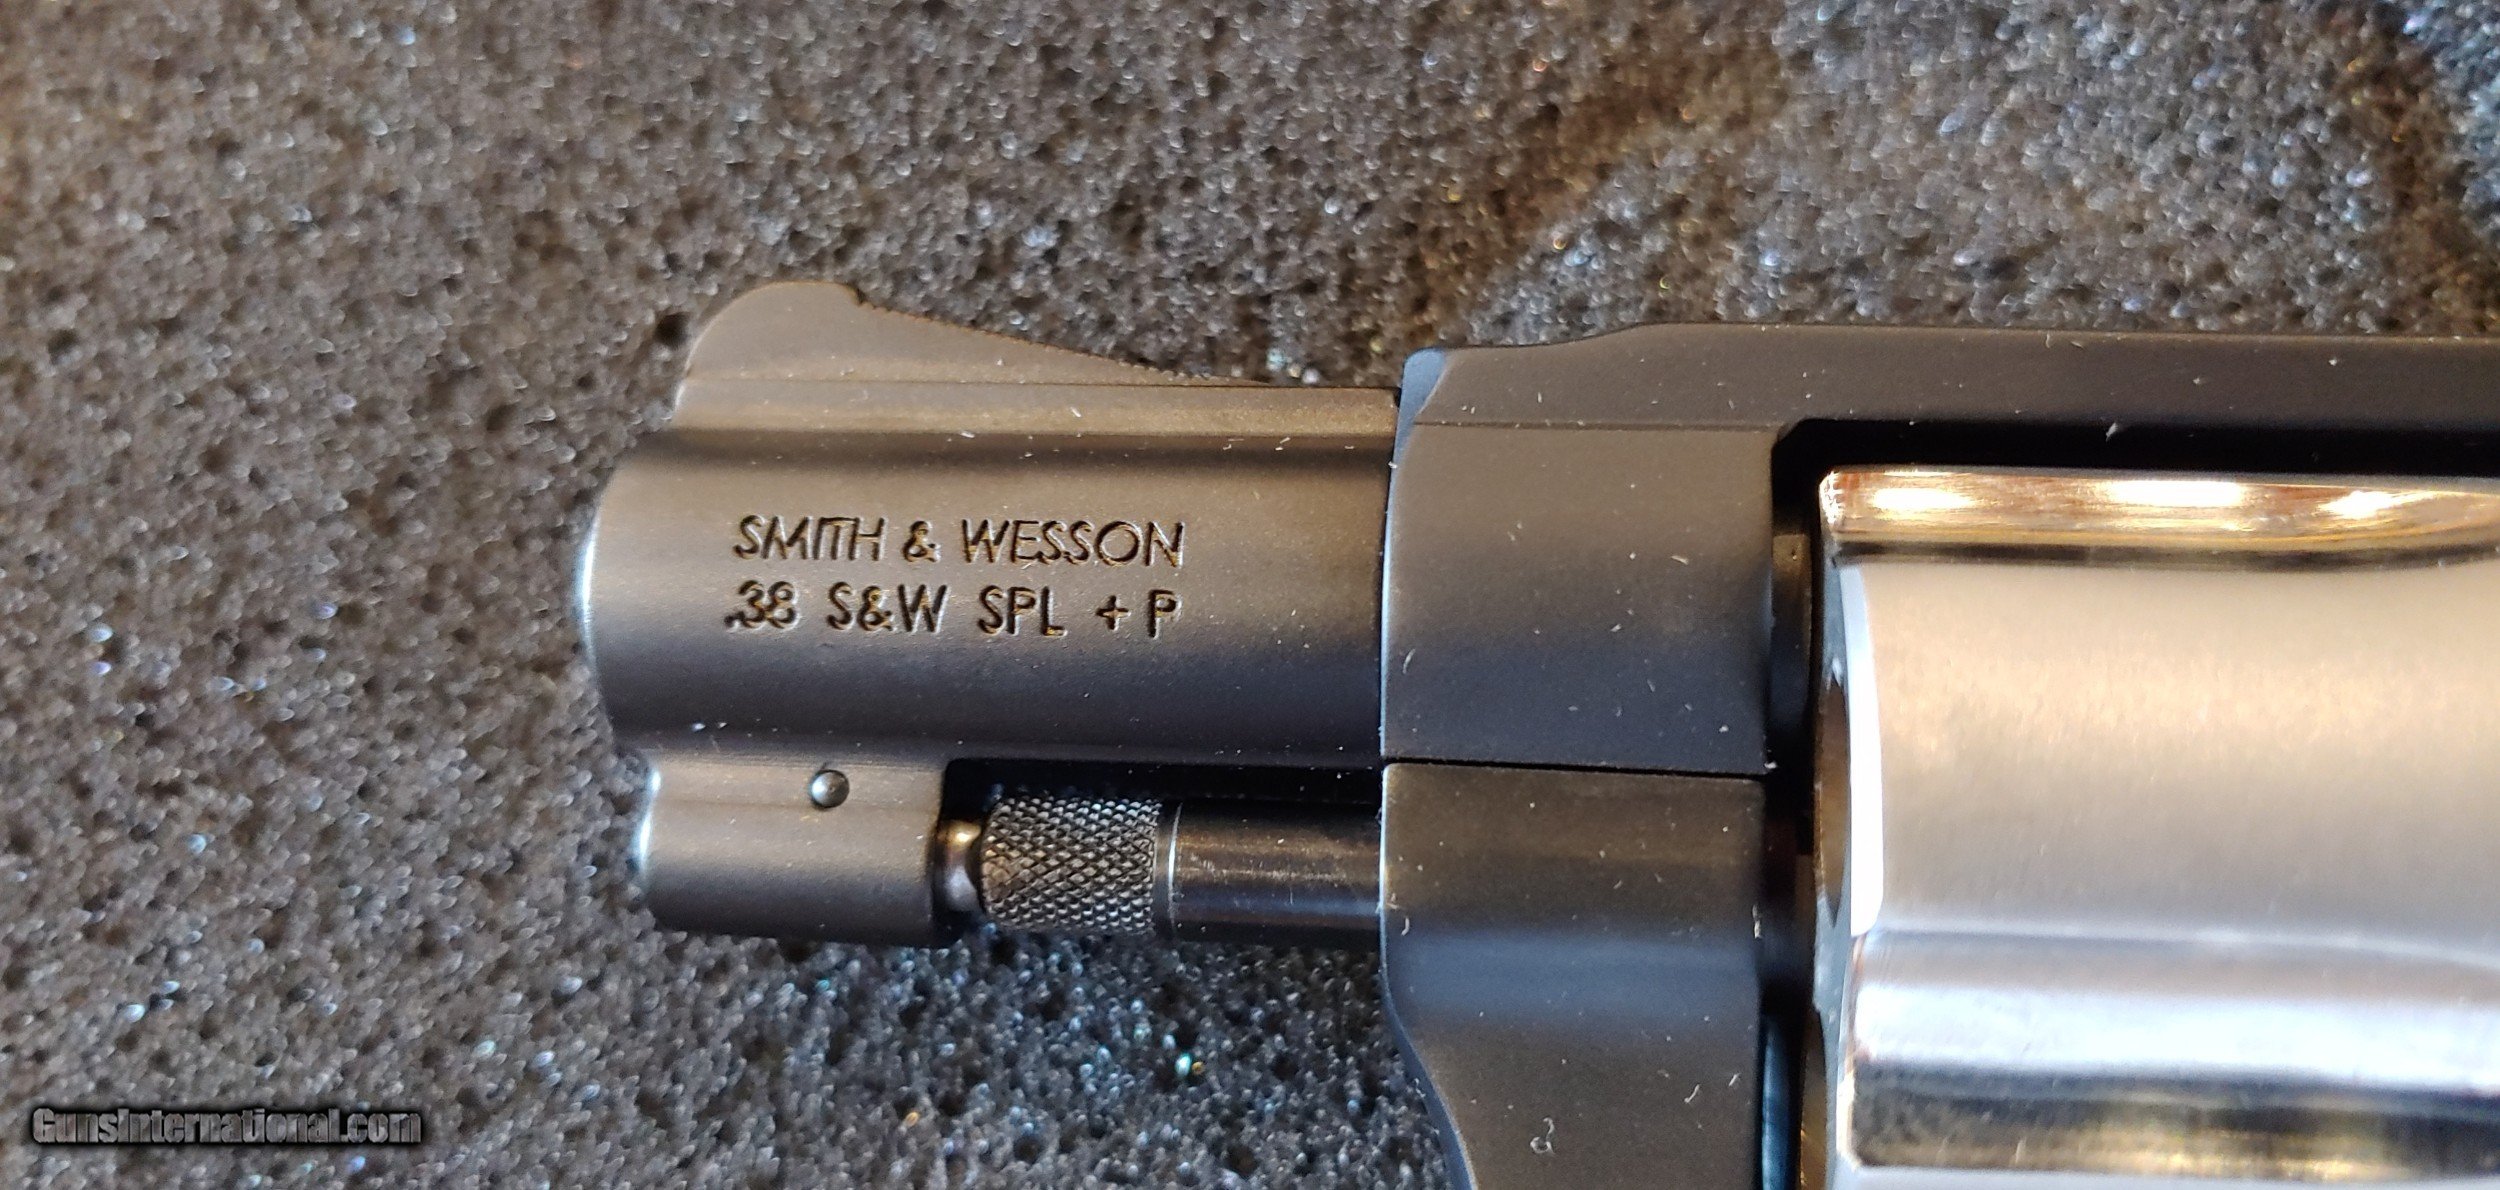 SMITH & WESSON
.38 S&W SPL + P
GunsInternational.com